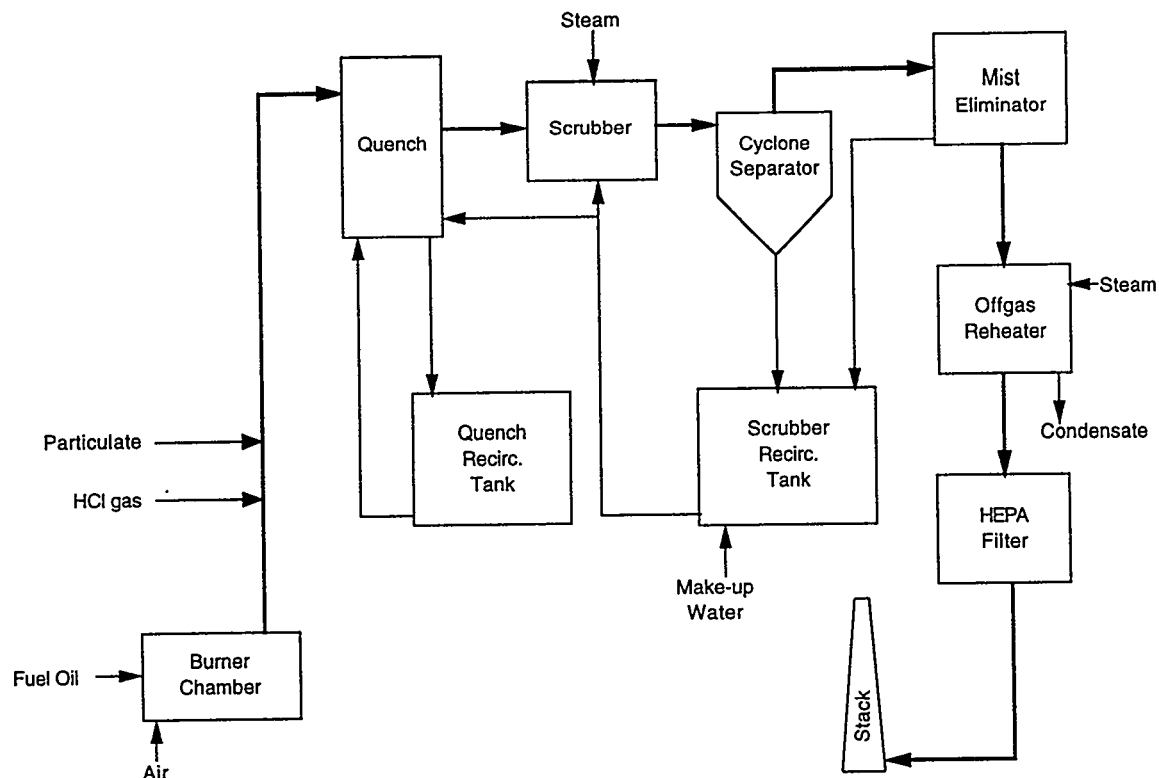 Steam
Quench
Scrubber
Cyclone
Separator
Mist
Eliminator
Offgas
Reheater
Steam
Condensate
Particulate
HCl gas
Quench
Recirc.
Tank
Scrubber
Recirc.
Tank
HEPA
Filter
Make-up
Water
Fuel Oil
Burner
Chamber
Air
Stack